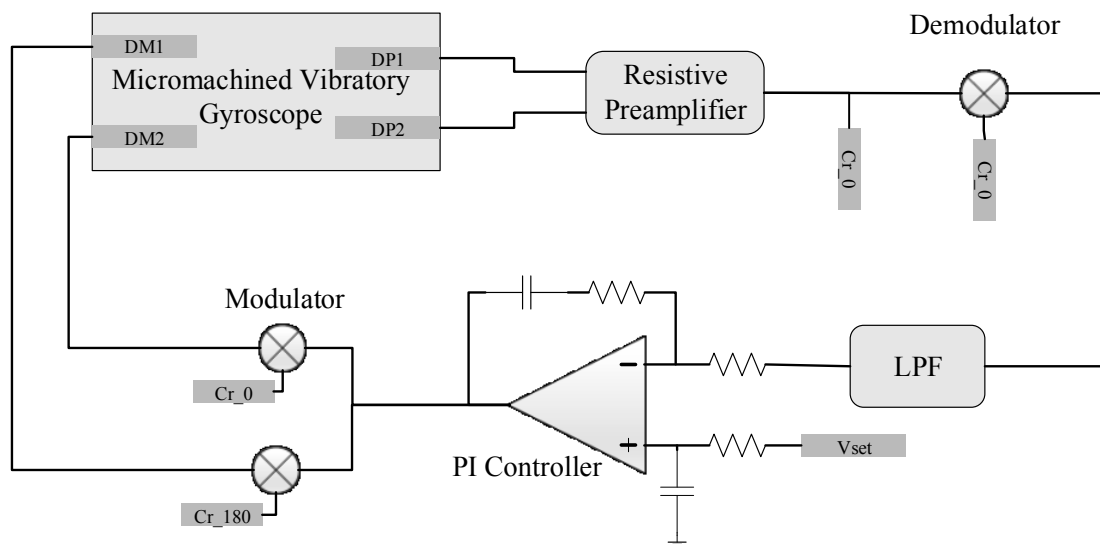 DM1
DP1
Micromachined Vibratory
Gyroscope
DM2
DP2
Resistive
Preamplifier
Demodulator
Cr_0
Cr_0
Modulator
Cr_0
Cr_180
PI Controller
LPF
Vset